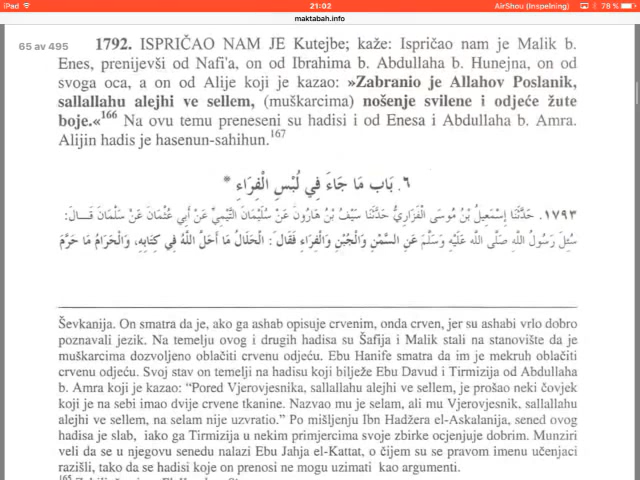 iPad
21:02
AirShou (Inspelning)
78 %
maktabah.info
65 av 495
1792. ISPRIČAO NAM JE Kutejbe; kaže: Ispričao nam je Malik b.
Enes, prenijevši od Nafi'a, on od Ibrahima b. Abdullaha b. Hunejna, on od
svoga oca, a on od Alije koji je kazao: »Zabranio je Allahov Poslanik,
sallallahu alejhi ve sellem, (muškarcima) nošenje svilene i odjeće žute
boje.«166 Na ovu temu preneseni su hadisi i od Enesa i Abdullaha b. Amra.
Alijin hadis je hasenun-sahihun.167
٦. بَاب مَا جَاءَ فِي لُبْسِ الْفِرَاءِ *
١٧٩٣. حَدَّثَنَا إِسْمَعِيلُ بْنُ مُوسَى الْفَزَارِيُّ حَدَّثَنَا سَيْفُ بْنُ هَارُونَ عَنْ سُلَيْمَانَ التَّيْمِيِّ عَنْ أَبِي عُثْمَانَ عَنْ سَلْمَانَ قَالَ:
سُئِلَ رَسُولُ اللَّهِ صَلَّى اللَّه عَلَيْهِ وَسَلَّمَ عَنِ السَّمْنِ وَالْجُبْنِ وَالْفِرَاءِ فَقَالَ: الْحَلَالُ مَا أَحَلَّ اللَّهُ فِي كِتَابِهِ، وَالْحَرَامُ مَا حَرَّمَ
Ševkanija. On smatra da je, ako ga ashab opisuje crvenim, onda crven, jer su ashabi vrlo dobro
poznavali jezik. Na temelju ovog i drugih hadisa su Šafija i Malik stali na stanovište da je
muškarcima dozvoljeno oblačiti crvenu odjeću. Ebu Hanife smatra da im je mekruh oblačiti
crvenu odjeću. Svoj stav on temelji na hadisu koji bilježe Ebu Davud i Tirmizija od Abdullaha
b. Amra koji je kazao: “Pored Vjerovjesnika, sallallahu alejhi ve sellem, je prošao neki čovjek
koji je na sebi imao dvije crvene tkanine. Nazvao mu je selam, ali mu Vjerovjesnik, sallallahu
alejhi ve sellem, na selam nije uzvratio.” Po mišljenju Ibn Hadžera el-Askalanija, sened ovog
hadisa je slab, iako ga Tirmizija u nekim primjercima svoje zbirke ocjenjuje dobrim. Munziri
veli da se u njegovu senedu nalazi Ebu Jahja el-Kattat, o čijem su se pravom imenu učenjaci
razišli, tako da se hadisi koje on prenosi ne mogu uzimati kao argumenti.
165